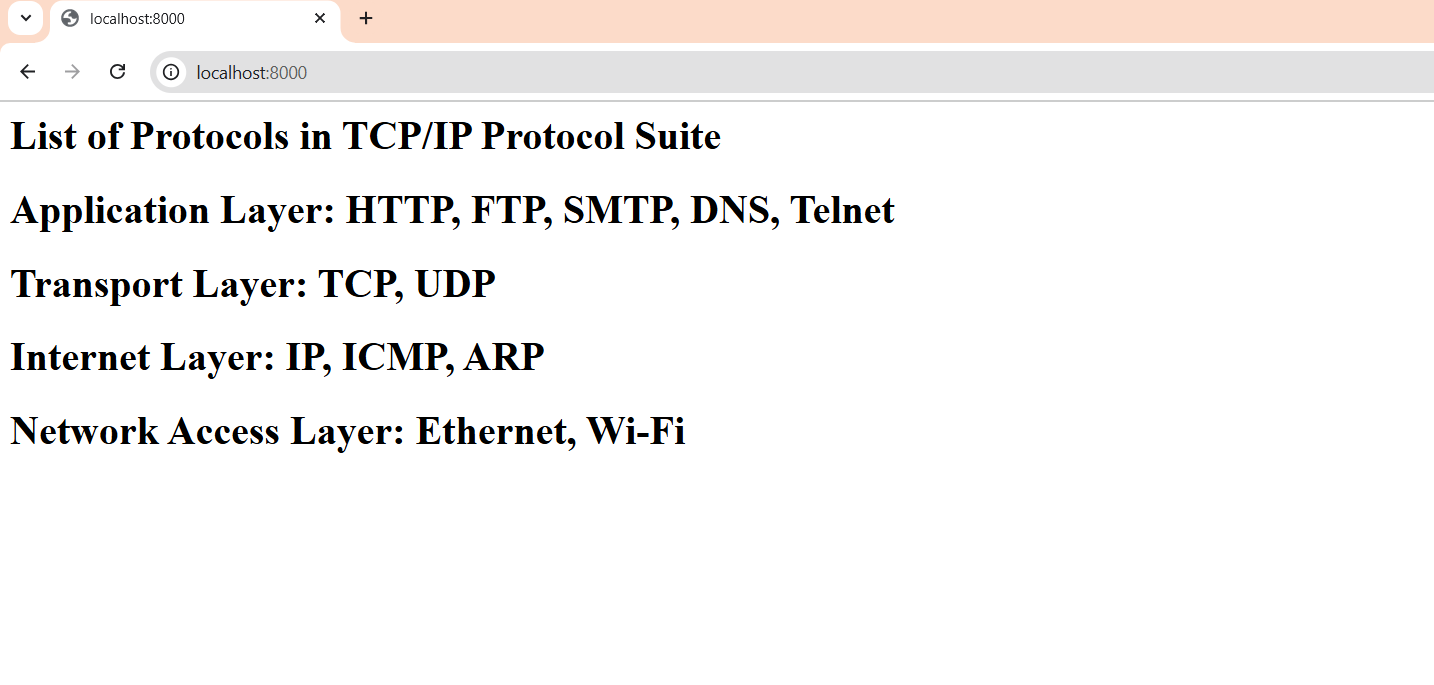 localhost:8000
localhost:8000
List of Protocols in TCP/IP Protocol Suite
Application Layer: HTTP, FTP, SMTP, DNS, Telnet
Transport Layer: TCP, UDP
Internet Layer: IP, ICMP, ARP
Network Access Layer: Ethernet, Wi-Fi